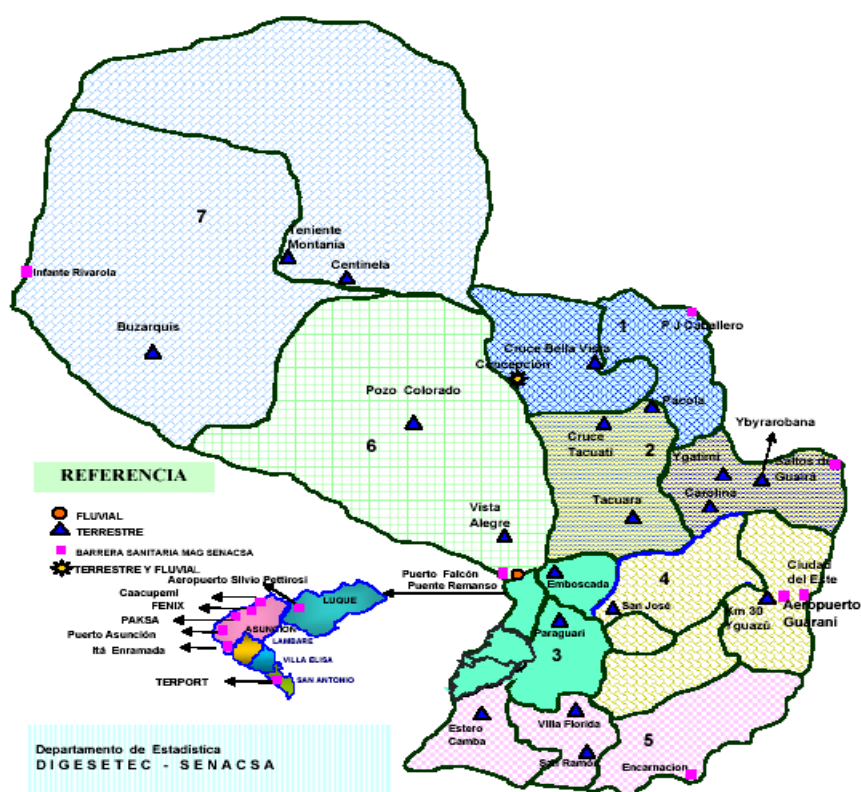 7
Teniente
Montania
Centinela
Infante Rivarola
Buzarquis
1
P J Caballero
Cruce Bella Vista
Concepción
Pozo Colorado
Pacola
Ybyrarobana
6
Cruce
Tacuati
2
Ygatimi
Saltos de
Guairá
Carolina
REFERENCIA
FLUVIAL
TERRESTRE
BARRERA SANITARIA MAG SENACSA
TERRESTRE Y FLUVIAL
Tacuara
Vista
Alegre
Puerto Falcón
Puente Remanso
Emboscada
4
Ciudad
del Este
San José
Km 30
Yguazú
Aeropuerto
Guaraní
Paraguari
3
Aeropuerto Silvio Pettirosi
Caacupemi
FENIX
PAKSA
Puerto Asunción
Itá Enramada
TERPORT
LUQUE
ASUNCION
LAMBARE
VILLA ELISA
SAN ANTONIO
Estero
Camba
Villa Florida
San Ramón
5
Encarnacion
Departamento de Estadística
DIGESETEC - SENACSA